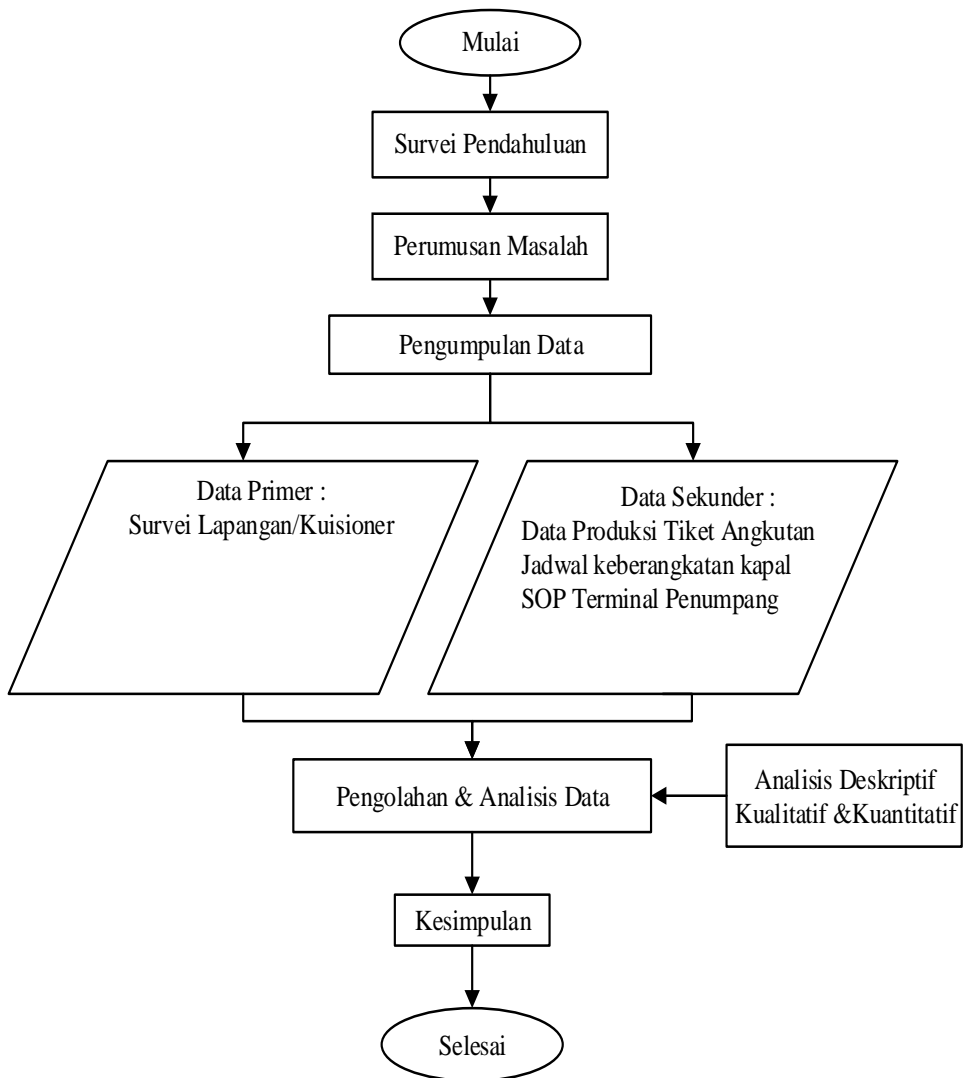 Mulai
Survei Pendahuluan
Perumusan Masalah
Pengumpulan Data
Data Primer :
Survei Lapangan/Kuisioner
Data Sekunder :
Data Produksi Tiket Angkutan
Jadwal keberangkatan kapal
SOP Terminal Penumpang
Pengolahan & Analisis Data
Analisis Deskriptif
Kualitatif &Kuantitatif
Kesimpulan
Selesai